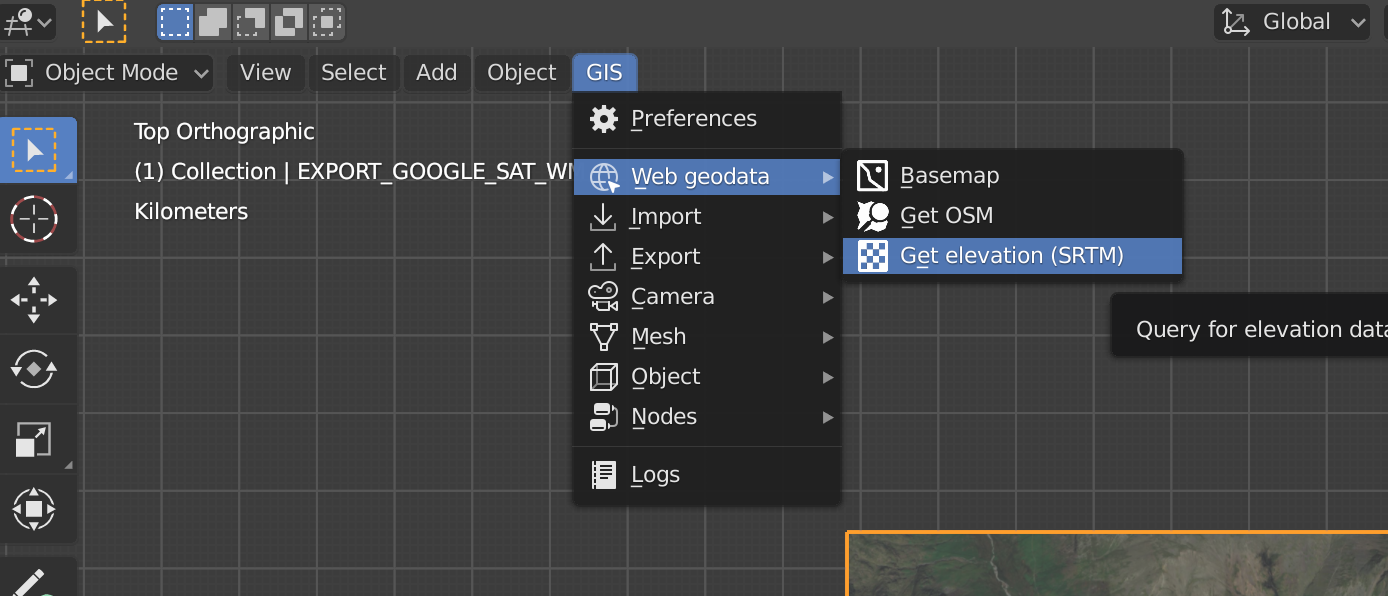 Global
Object Mode View Select Add Object GIS
Top Orthographic
(1) Collection | EXPORT_GOOGLE_SAT_W
Kilometers
Preferences
Web geodata
Import
Export
Camera
Mesh
Object
Nodes
Logs
Basemap
Get OSM
Get elevation (SRTM)
Query for elevation data